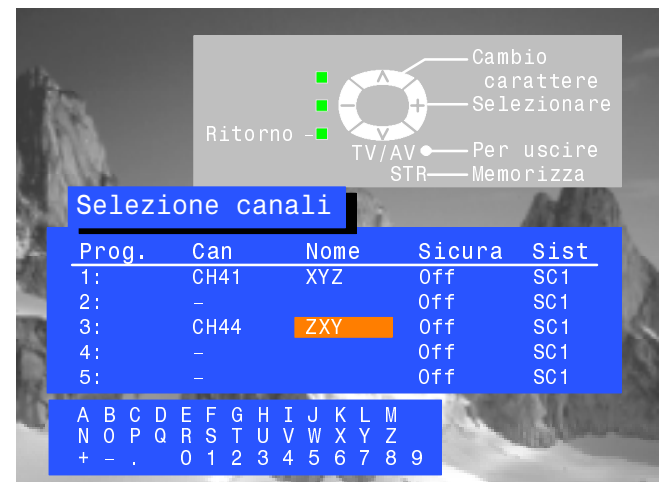 Cambio
carattere
Selezionare
Ritorno
TV/AV Per uscire
STR Memorizza
Selezione canali
Prog. Can Nome Sicura Sist
1: CH41 XYZ Off SC1
2: – Off SC1
3: CH44 ZXY Off SC1
4: – Off SC1
5: – Off SC1
A B C D E F G H I J K L M
N O P Q R S T U V W X Y Z
+ – . 0 1 2 3 4 5 6 7 8 9